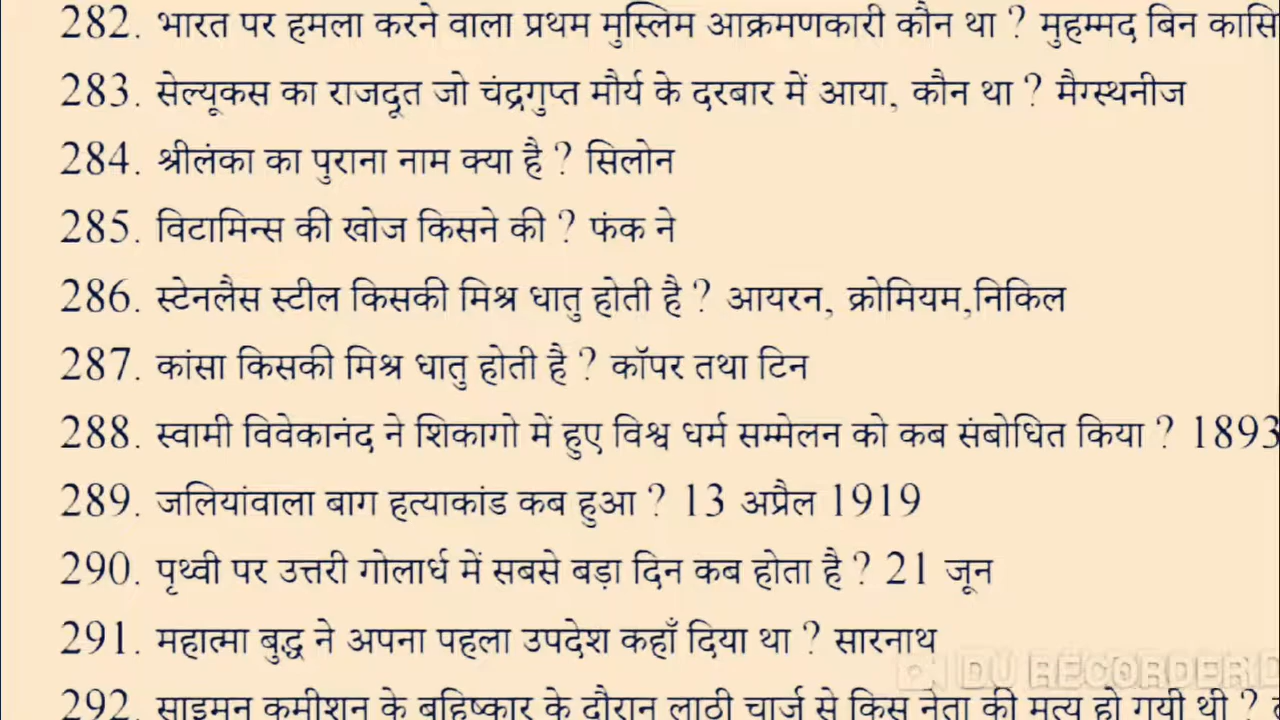 282. भारत पर हमला करने वाला प्रथम मुस्लिम आक्रमणकारी कौन था ? मुहम्मद बिन कासि
283. सेल्यूकस का राजदूत जो चंद्रगुप्त मौर्य के दरबार में आया, कौन था ? मैग्स्थनीज
284. श्रीलंका का पुराना नाम क्या है ? सिलोन
285. विटामिन्स की खोज किसने की ? फंक ने
286. स्टेनलैस स्टील किसकी मिश्र धातु होती है ? आयरन, क्रोमियम,निकिल
287. कांसा किसकी मिश्र धातु होती है ? कॉपर तथा टिन
288. स्वामी विवेकानंद ने शिकागो में हुए विश्व धर्म सम्मेलन को कब संबोधित किया ? 1893
289. जलियांवाला बाग हत्याकांड कब हुआ ? 13 अप्रैल 1919
290. पृथ्वी पर उत्तरी गोलार्ध में सबसे बड़ा दिन कब होता है ? 21 जून
291. महात्मा बुद्ध ने अपना पहला उपदेश कहाँ दिया था ? सारनाथ
DU RECORDER
292. साइमन कमीशन के बहिष्कार के दौरान लाठी चार्ज से किस नेता की मृत्यु हो गयी थी ?